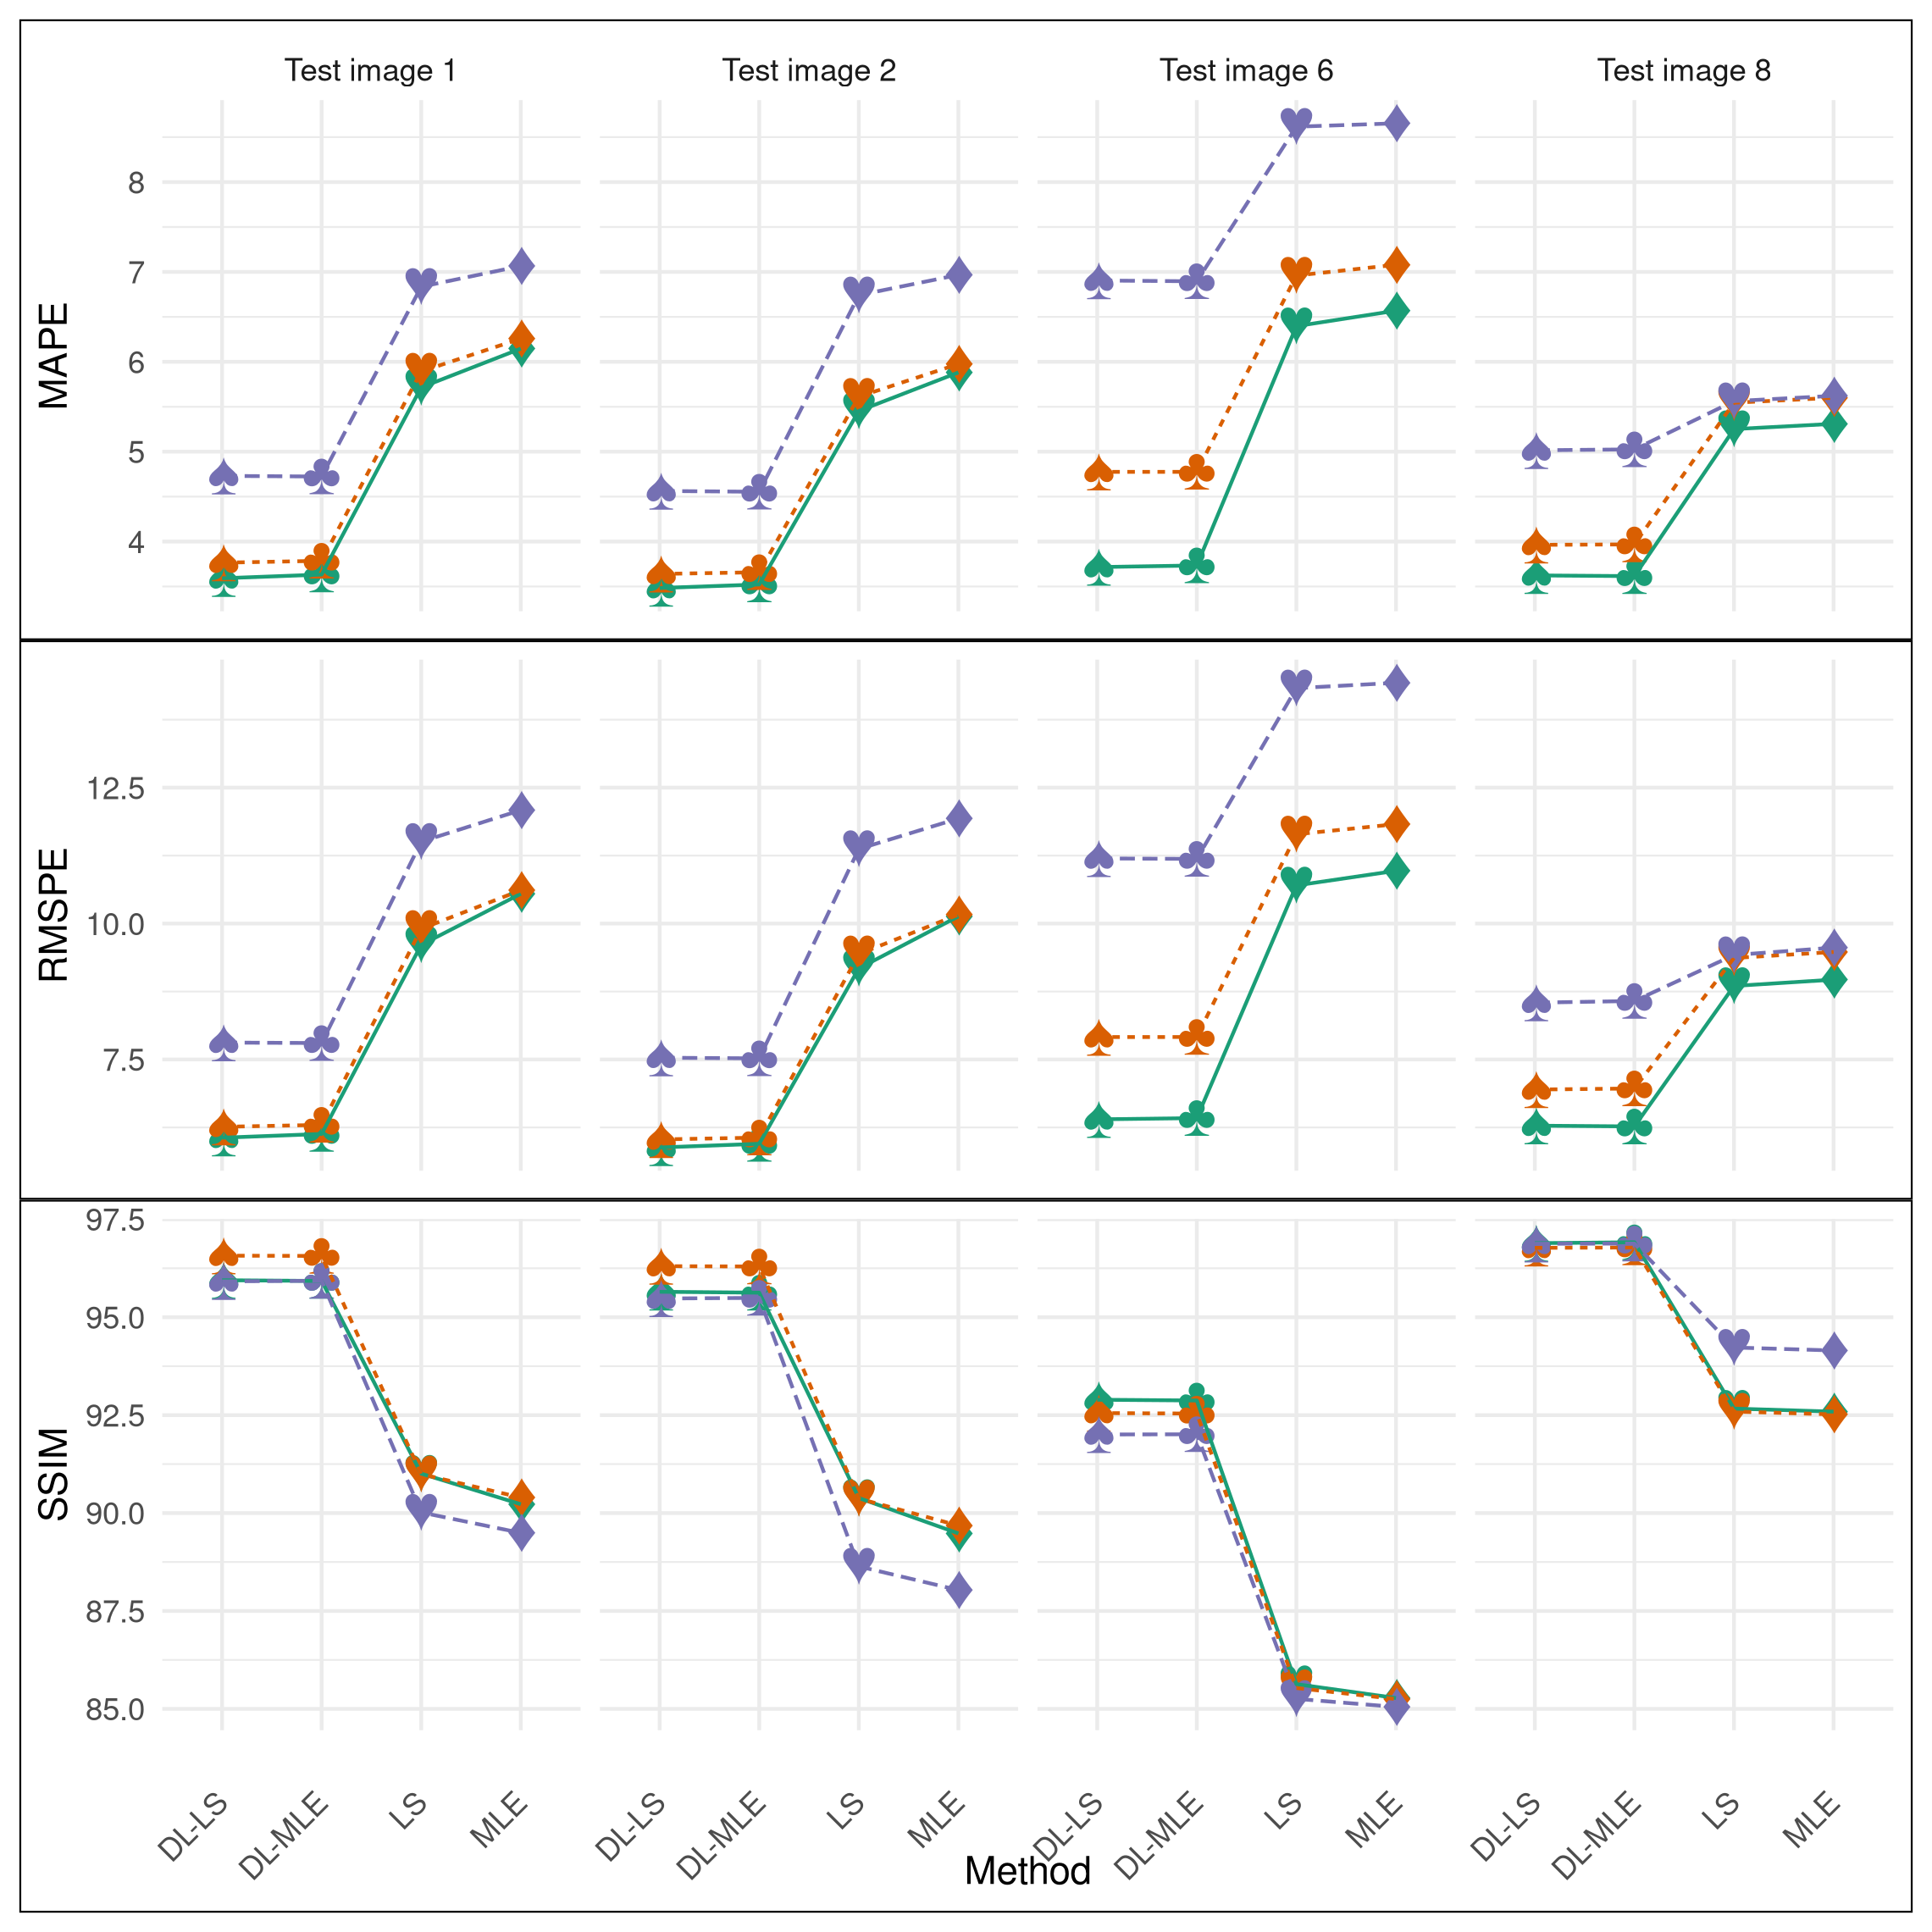 Test image 1 Test image 2 Test image 6 Test image 8
MAPE
8
7
6
5
4
RMSPE
12.5
10.0
7.5
SSIM
97.5
95.0
92.5
90.0
87.5
85.0
DL-LS DL-MLE LS MLE DL-LS DL-MLE LS MLE DL-LS DL-MLE LS MLE DL-LS DL-MLE LS MLE
Method